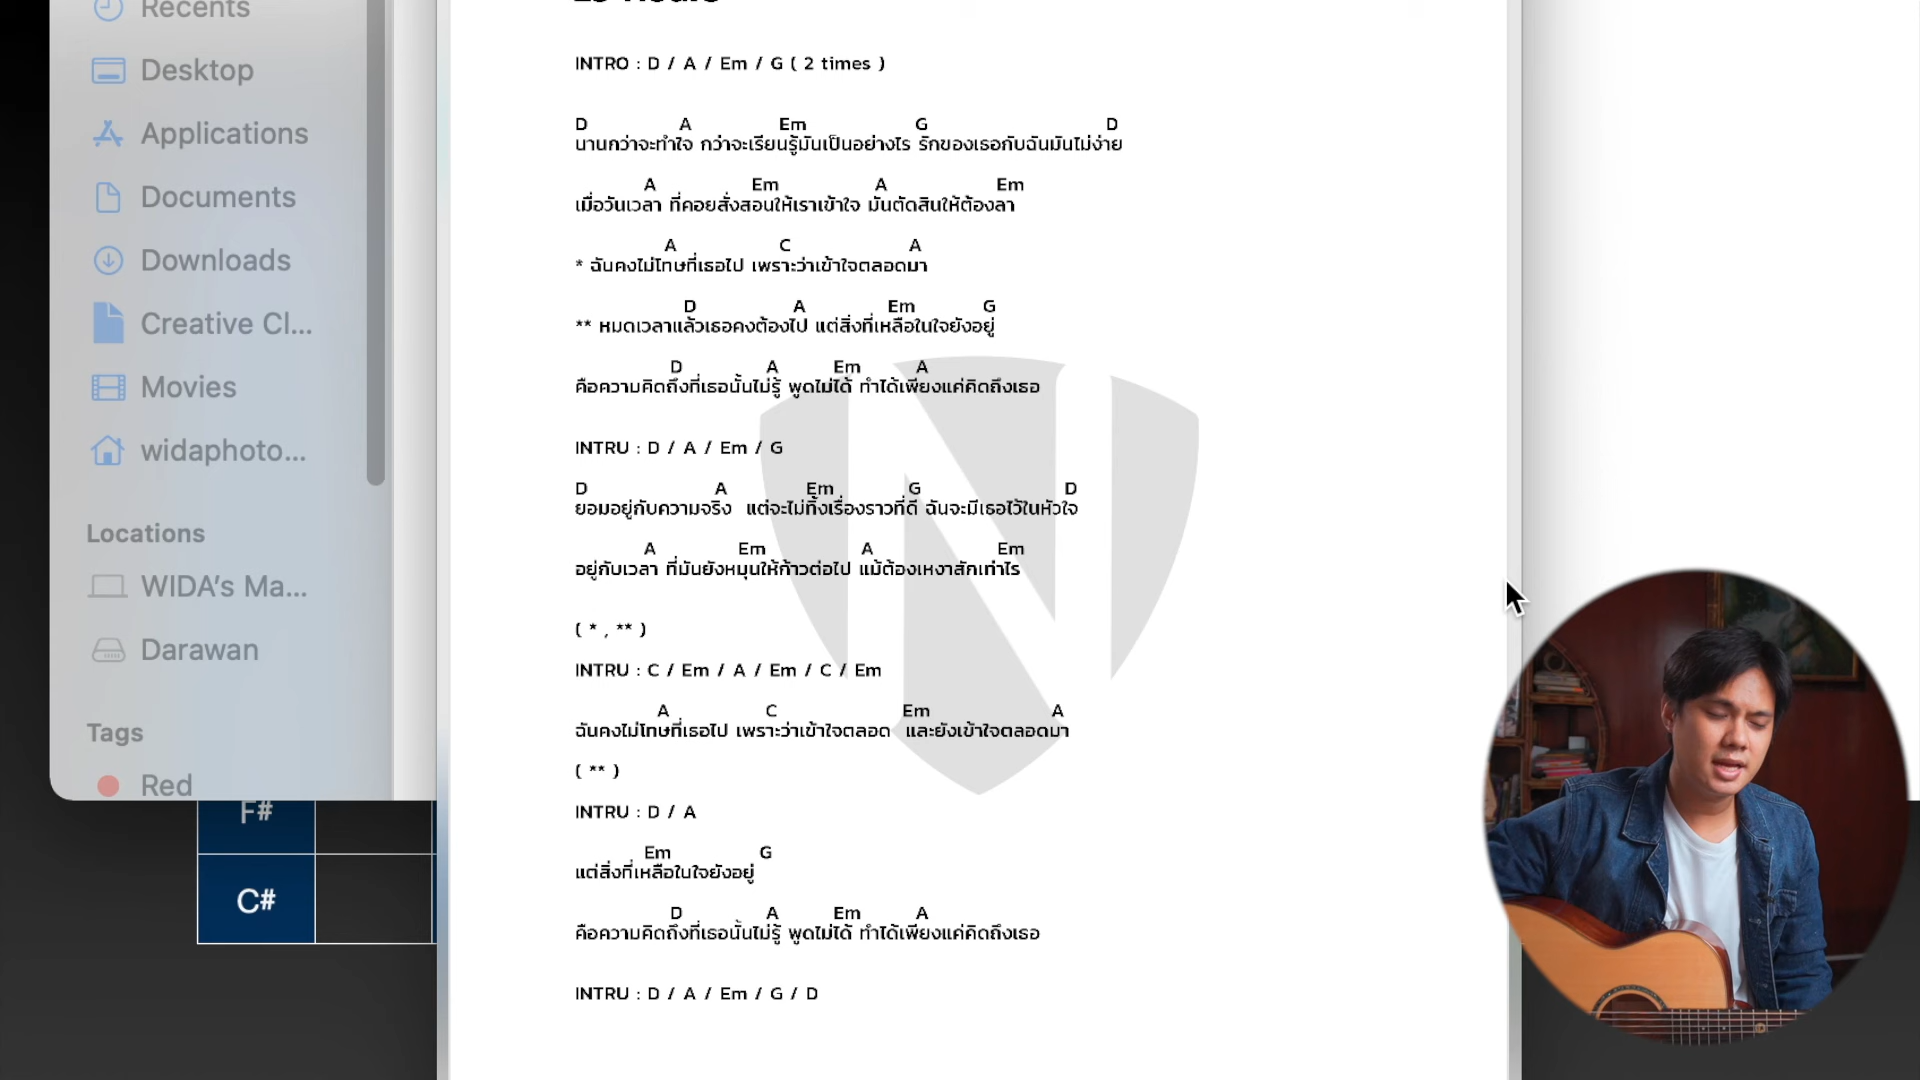 Recents
Desktop
Applications
Documents
Downloads
Creative Cl...
Movies
widaphoto...
Locations
WIDA's Ma...
Darawan
Tags
Red
F#
C#
INTRO : D / A / Em / G ( 2 times )
D A Em G D
นานกว่าจะทำใจ กว่าจะเรียนรู้มันเป็นอย่างไร รักของเธอกับฉันมันไม่ง่าย
A Em A Em
เมื่อวันเวลา ที่คอยสั่งสอนให้เราเข้าใจ มันตัดสินให้ต้องลา
A C A
* ฉันคงไม่โทษที่เธอไป เพราะว่าเข้าใจตลอดมา
D A Em G
** หมดเวลาแล้วเธอคงต้องไป แต่สิ่งที่เหลือในใจยังอยู่
D A Em A
คือความคิดถึงที่เธอนั้นไม่รู้ พูดไม่ได้ ทำได้เพียงแค่คิดถึงเธอ
INTRU : D / A / Em / G
D A Em G D
ยอมอยู่กับความจริง แต่จะไม่ทิ้งเรื่องราวที่ดี ฉันจะมีเธอไว้ในหัวใจ
A Em A Em
อยู่กับเวลา ที่มันยังหมุนให้ก้าวต่อไป แม้ต้องเหงาสักเท่าไร
( * , ** )
INTRU : C / Em / A / Em / C / Em
A C Em A
ฉันคงไม่โทษที่เธอไป เพราะว่าเข้าใจตลอด และยังเข้าใจตลอดมา
( ** )
INTRU : D / A
Em G
แต่สิ่งที่เหลือในใจยังอยู่
D A Em A
คือความคิดถึงที่เธอนั้นไม่รู้ พูดไม่ได้ ทำได้เพียงแค่คิดถึงเธอ
INTRU : D / A / Em / G / D